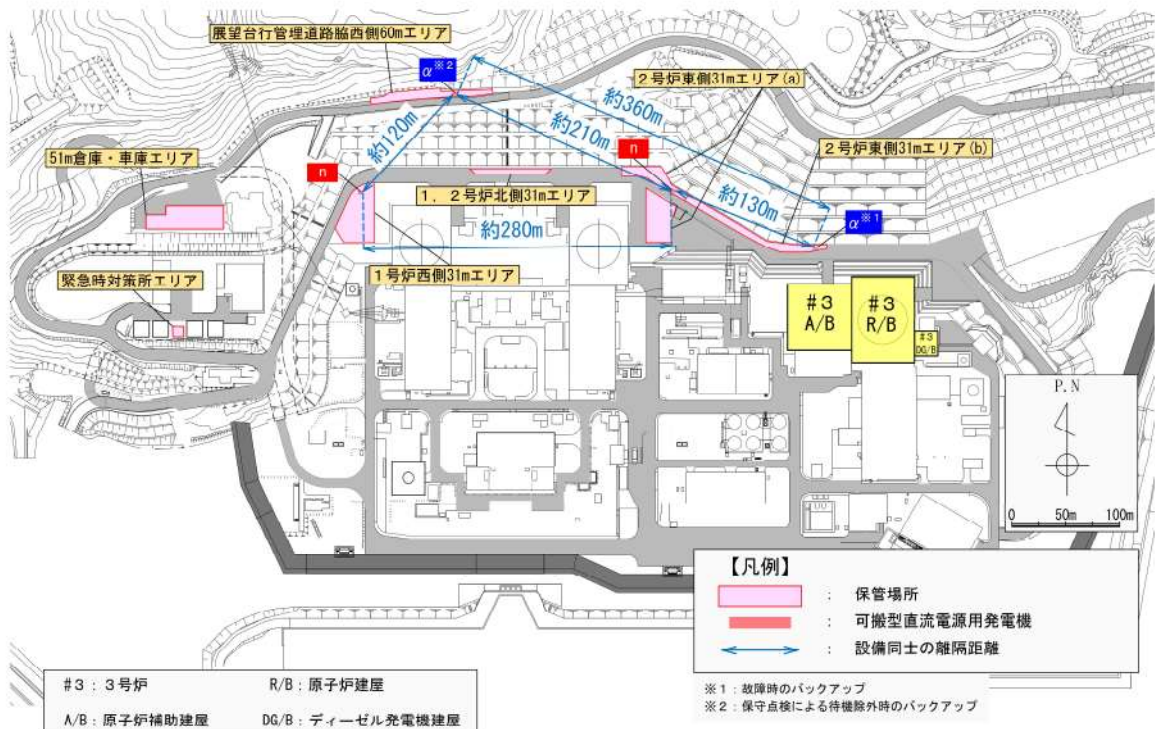 展望台行管理道路脇西側60mエリア
α※2
2号炉東側31mエリア(a)
約360m
約120m
約210m
n
2号炉東側31mエリア(b)
51m倉庫・車庫エリア
n
1,2号炉北側31mエリア
約130m
α※1
約280m
1号炉西側31mエリア
緊急時対策所エリア
#3
A/B
#3
R/B
#3
DG/B
P.N
0 50m 100m
【凡例】
: 保管場所
: 可搬型直流電源用発電機
: 設備同士の離隔距離
#3:3号炉 R/B:原子炉建屋
A/B:原子炉補助建屋 DG/B:ディーゼル発電機建屋
※1:故障時のバックアップ
※2:保守点検による待機除外時のバックアップ